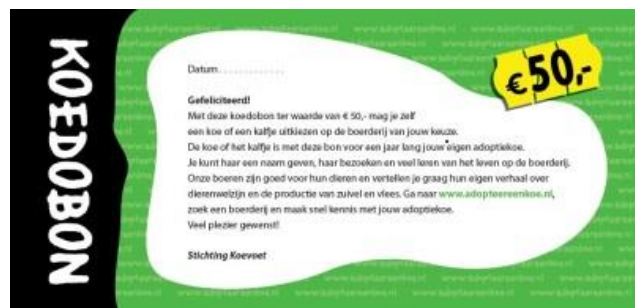 KOEDOBON
€50,-
Datum . . . . . . . . . . . . .
Gefeliciteerd!
Met deze koedobon ter waarde van € 50,- mag je zelf
een koe of een kalfje uitkiezen op de boerderij van jouw keuze.
De koe of het kalfje is met deze bon voor een jaar lang jouw eigen adoptiekoe.
Je kunt haar een naam geven, haar bezoeken en veel leren van het leven op de boerderij.
Onze boeren zijn goed voor hun dieren en vertellen je graag hun eigen verhaal over
dierenwelzijn en de productie van zuivel en vlees. Ga naar www.adopteereenkoe.nl,
zoek een boerderij en maak snel kennis met jouw adoptiekoe.
Veel plezier gewenst!
Stichting Koevoet